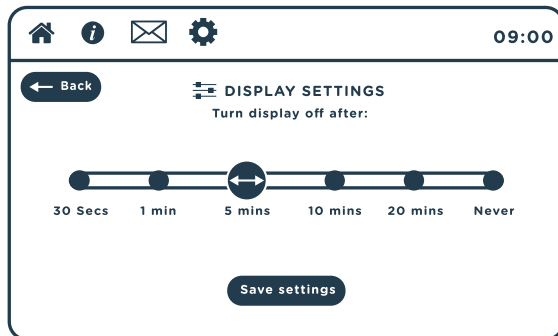 i
09:00
Back
DISPLAY SETTINGS
Turn display off after:
30 Secs 1 min 5 mins 10 mins 20 mins Never
Save settings